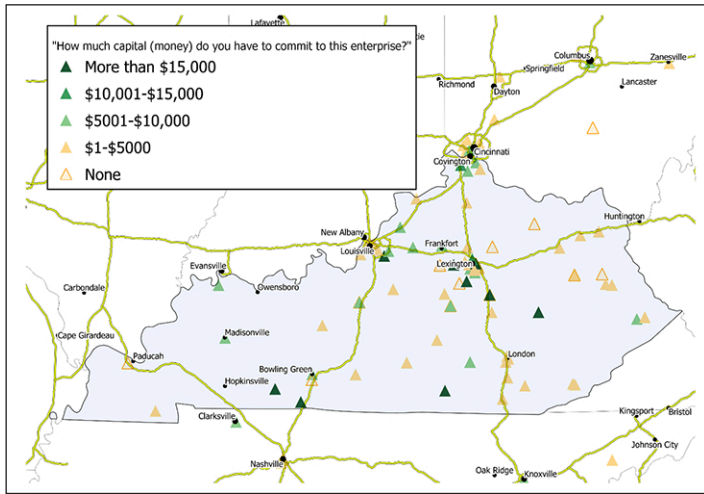 Lafayette
"How much capital (money) do you have to commit to this enterprise?"
More than $15,000
$10,001-$15,000
$5001-$10,000
$1-$5000
None
Columbus
Zanesville
Springfield
Richmond
Dayton
Lancaster
Cincinnati
Covington
Huntington
New Albany
Louisville
Frankfort
Lexington
Evansville
Owensboro
Carbondale
Cape Girardeau
Madisonville
Paducah
London
Bowling Green
Hopkinsville
Clarksville
Kingsport
Bristol
Johnson City
Nashville
Oak Ridge
Knoxville